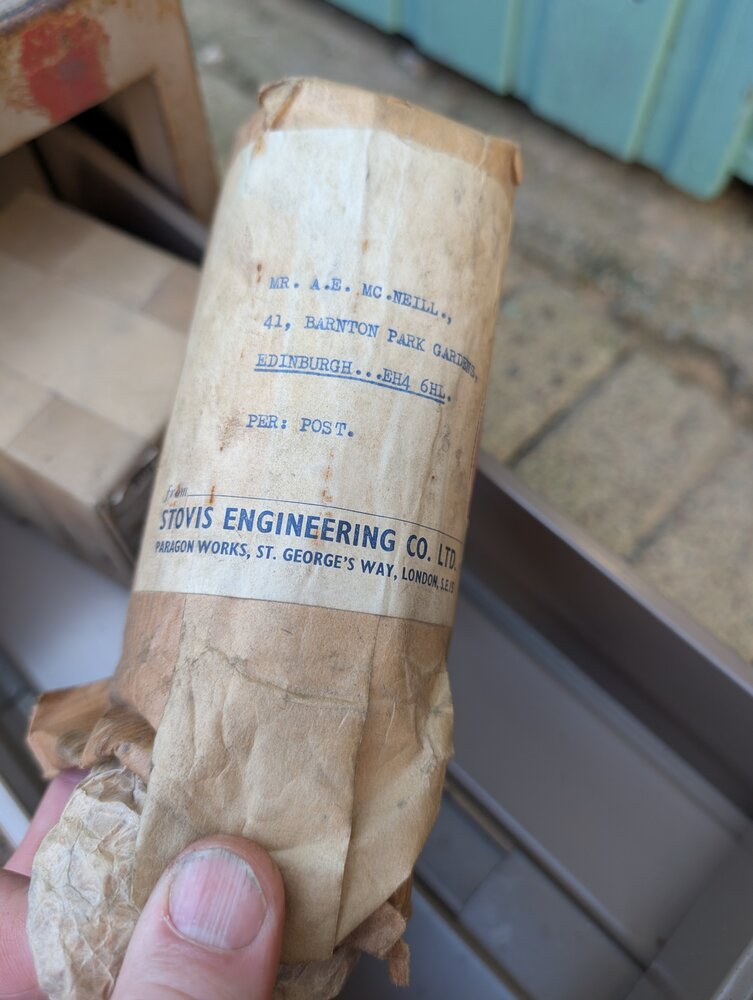 MR. A.E. MC.NEILL.,
41, BARNTON PARK GARDENS,
EDINBURGH...EH4 6HL.
PER: POST.
from
STOVIS ENGINEERING CO. LTD.
PARAGON WORKS, ST. GEORGE'S WAY, LONDON, S.E.15